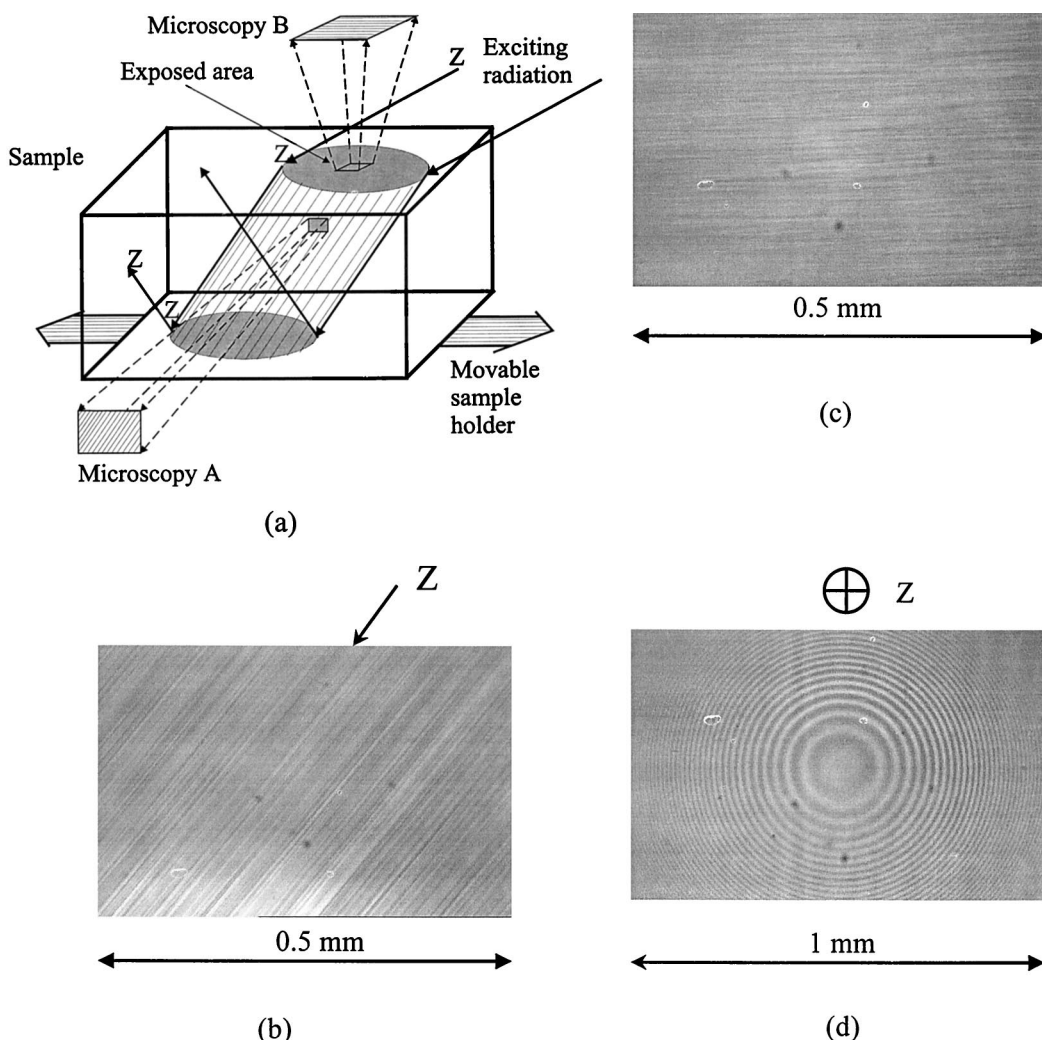 Microscopy B
Exposed area
Z
Exciting
radiation
Sample
Z
Z
Z
Movable
sample
holder
Microscopy A
(a)
0.5 mm
(c)
Z
0.5 mm
(b)
Z
1 mm
(d)